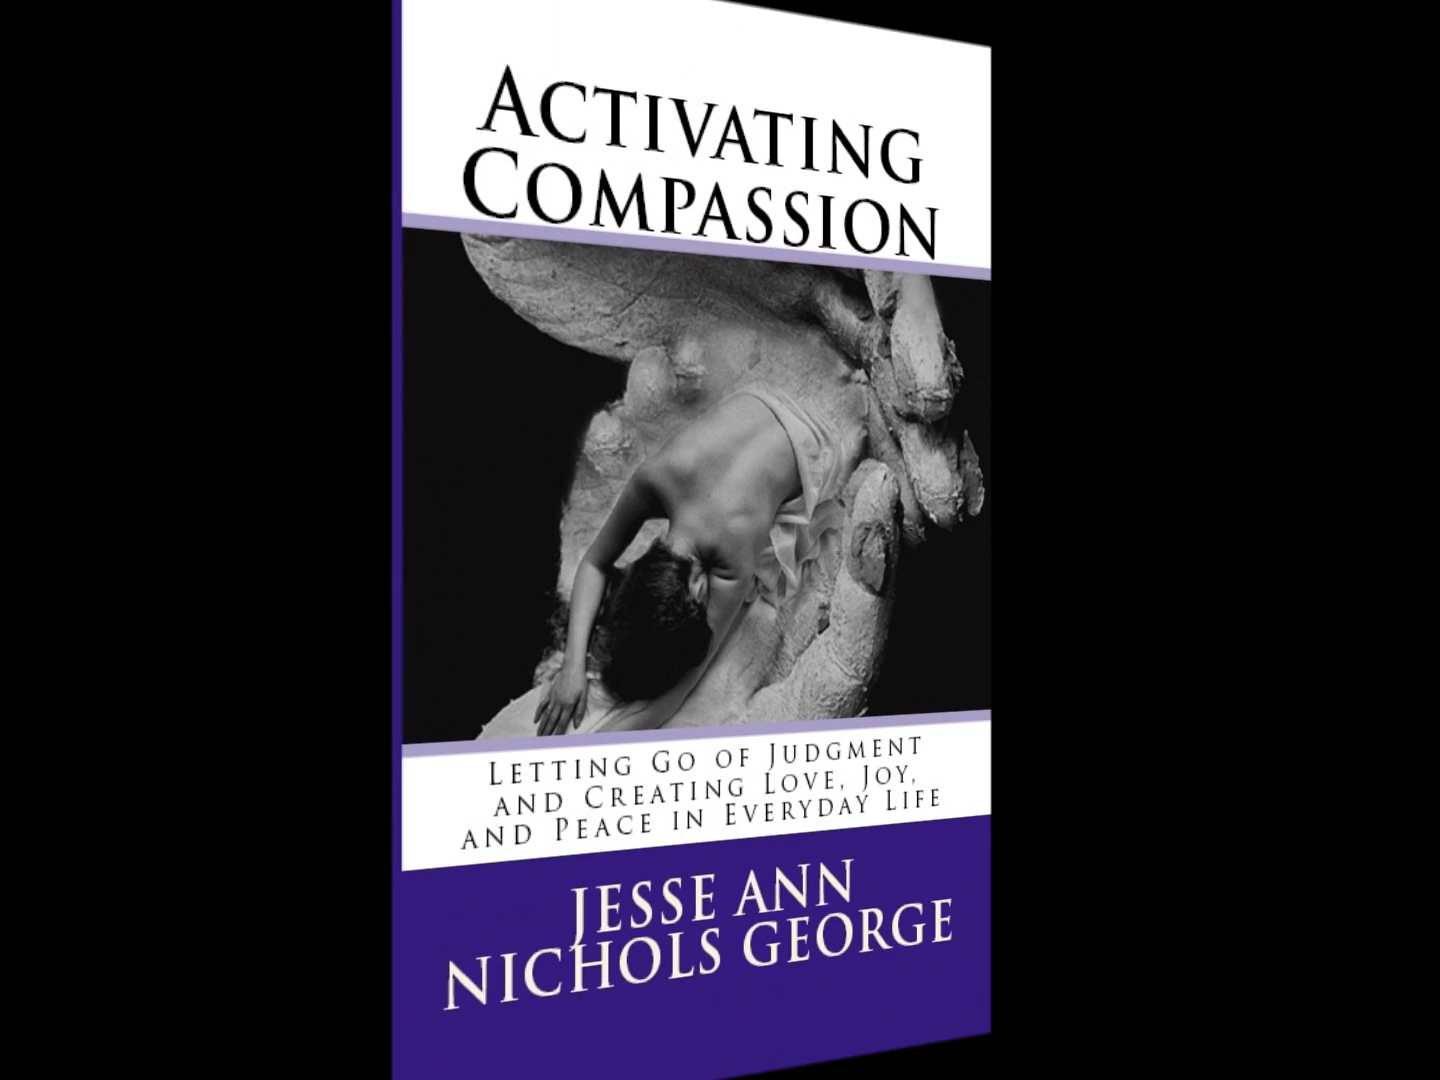 ACTIVATING
COMPASSION
LETTING GO OF JUDGMENT
AND CREATING LOVE, JOY,
AND PEACE IN EVERYDAY LIFE
JESSE ANN
NICHOLS GEORGE